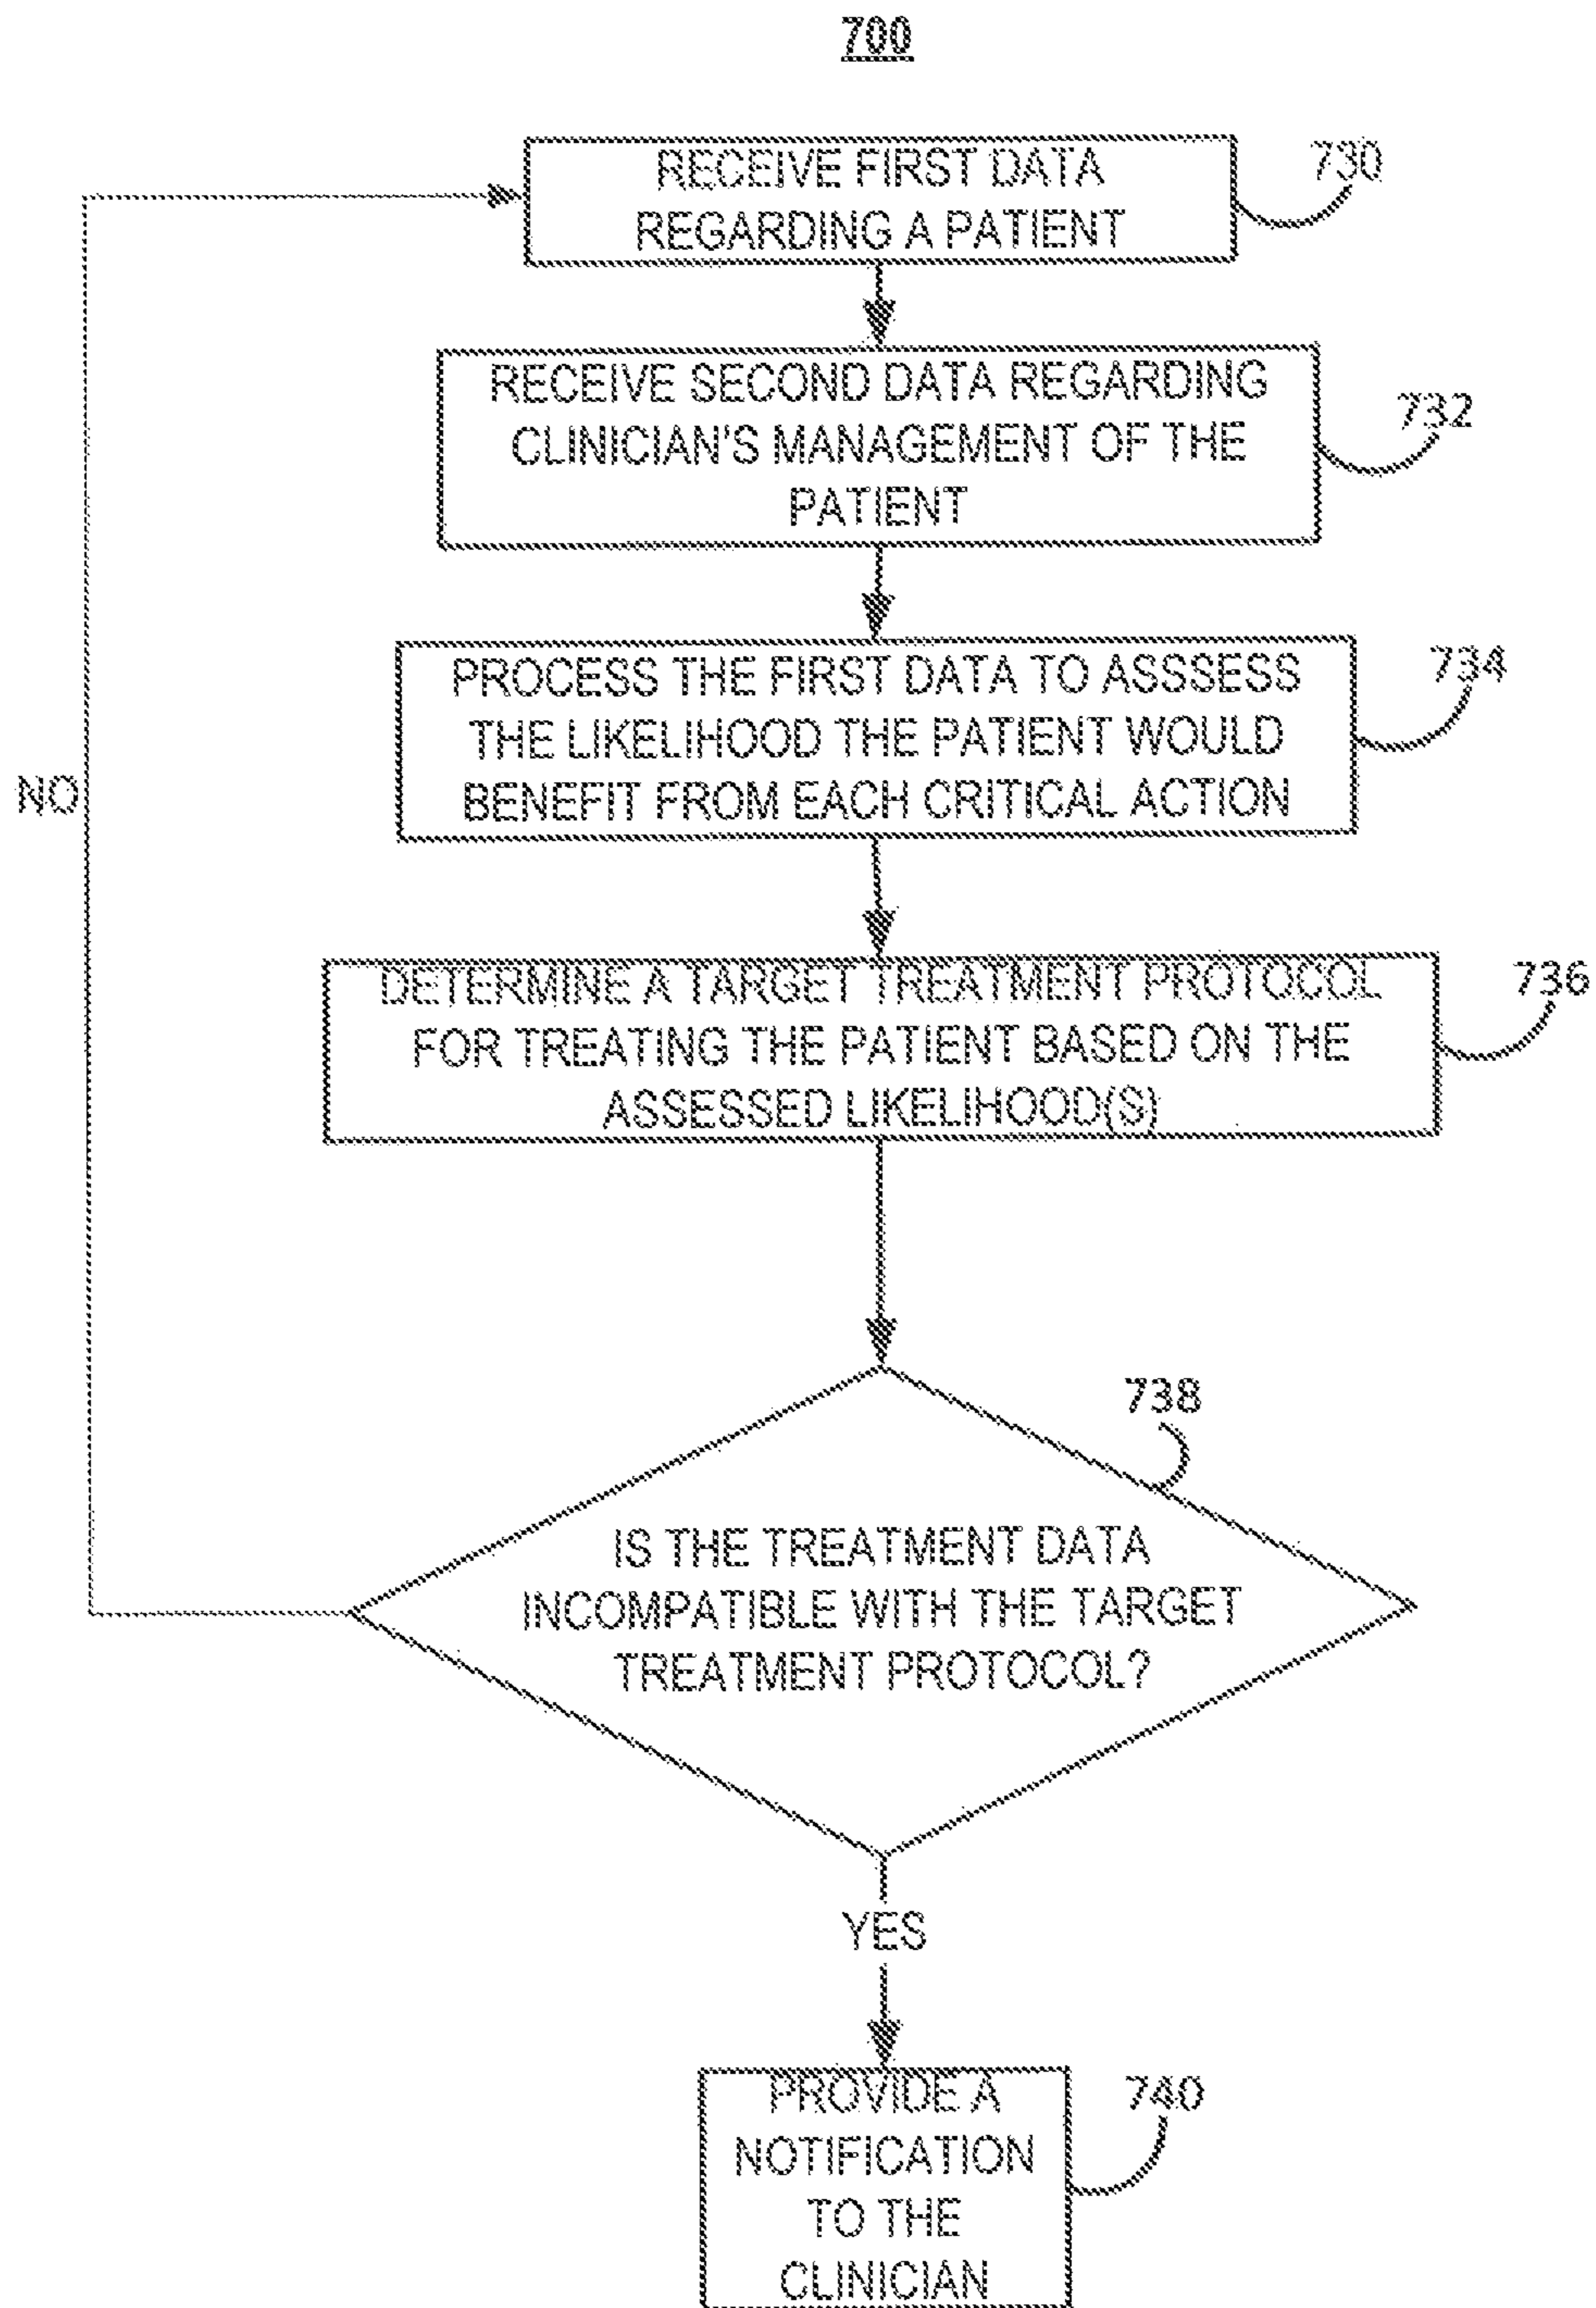 700
RECEIVE FIRST DATA
REGARDING A PATIENT
730
RECEIVE SECOND DATA REGARDING
CLINICIAN'S MANAGEMENT OF THE
PATIENT
732
PROCESS THE FIRST DATA TO ASSSESS
THE LIKELIHOOD THE PATIENT WOULD
BENEFIT FROM EACH CRITICAL ACTION
734
NO
DETERMINE A TARGET TREATMENT PROTOCOL
FOR TREATING THE PATIENT BASED ON THE
ASSESSED LIKELIHOOD(S)
736
738
IS THE TREATMENT DATA
INCOMPATIBLE WITH THE TARGET
TREATMENT PROTOCOL?
YES
PROVIDE A
NOTIFICATION
TO THE
CLINICIAN
740